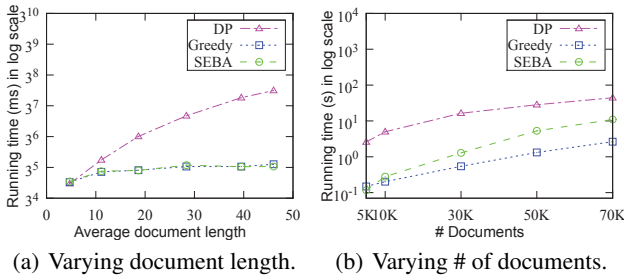 3^10
3^9
3^8
3^7
3^6
3^5
3^4
Running time (ms) in log scale
DP
Greedy
SEBA
0 10 20 30 40 50
Average document length
(a) Varying document length.
10^4
10^3
10^2
10^1
10^0
10^-1
Running time (s) in log scale
DP
Greedy
SEBA
5K 10K 30K 50K 70K
# Documents
(b) Varying # of documents.